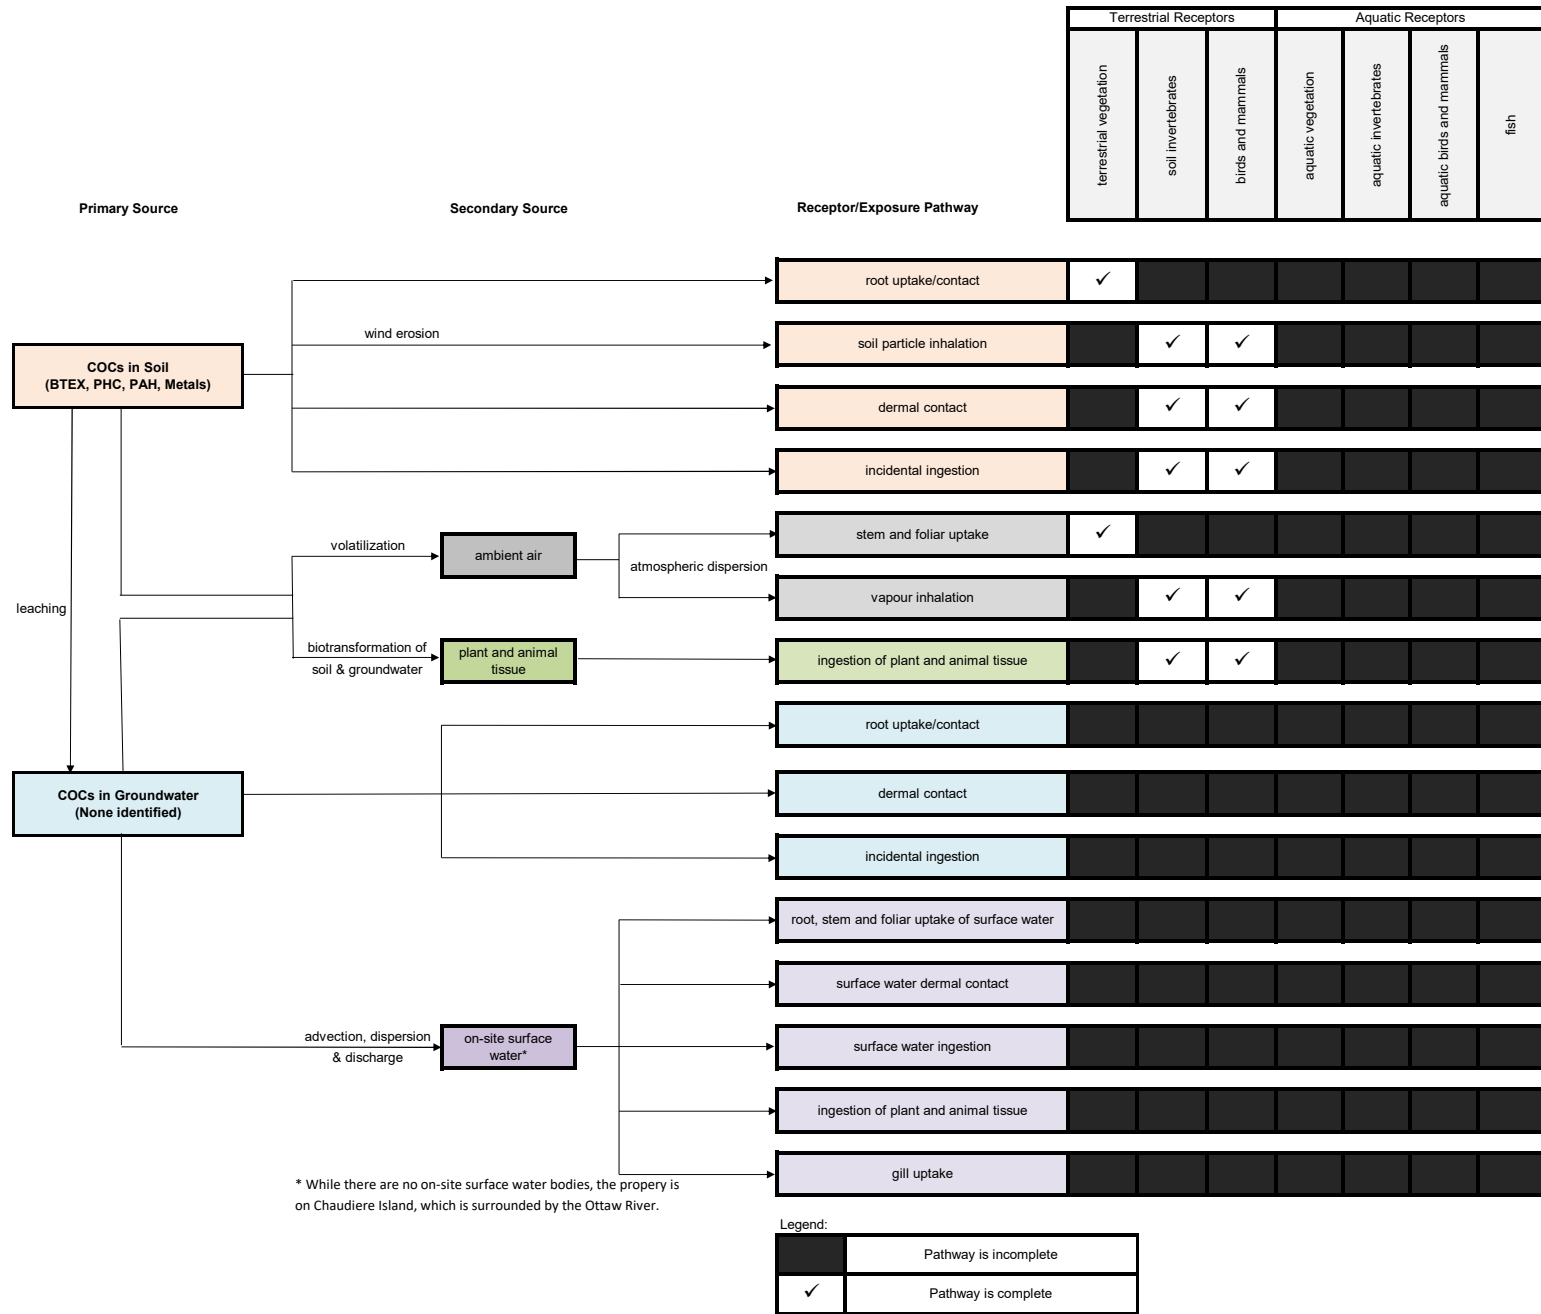 Terrestrial Receptors
Aquatic Receptors
terrestrial vegetation
soil invertebrates
birds and mammals
aquatic vegetation
aquatic invertebrates
aquatic birds and mammals
fish
Primary Source
Secondary Source
Receptor/Exposure Pathway
root uptake/contact
✓
wind erosion
soil particle inhalation
✓ ✓
COCs in Soil
(BTEX, PHC, PAH, Metals)
dermal contact
✓ ✓
incidental ingestion
✓ ✓
stem and foliar uptake
✓
volatilization
ambient air
atmospheric dispersion
vapour inhalation
✓ ✓
leaching
biotransformation of
soil & groundwater
plant and animal
tissue
ingestion of plant and animal tissue
✓ ✓
root uptake/contact
COCs in Groundwater
(None identified)
dermal contact
incidental ingestion
root, stem and foliar uptake of surface water
surface water dermal contact
advection, dispersion
& discharge
on-site surface
water*
surface water ingestion
ingestion of plant and animal tissue
gill uptake
* While there are no on-site surface water bodies, the propery is
on Chaudiere Island, which is surrounded by the Ottaw River.
Legend:
Pathway is incomplete
✓ Pathway is complete